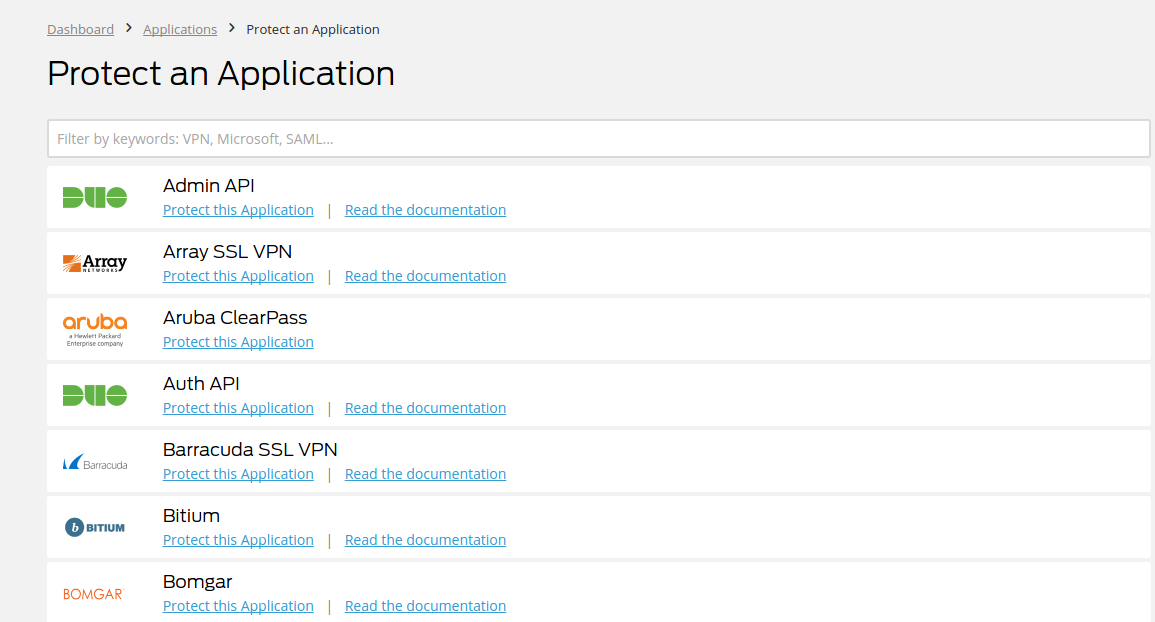 Dashboard > Applications > Protect an Application
Protect an Application
Filter by keywords: VPN, Microsoft, SAML...
DUO
Admin API
Protect this Application | Read the documentation
Array
NETWORKS
Array SSL VPN
Protect this Application | Read the documentation
aruba
a Hewlett Packard
Enterprise company
Aruba ClearPass
Protect this Application
DUO
Auth API
Protect this Application | Read the documentation
Barracuda
Barracuda SSL VPN
Protect this Application | Read the documentation
b BITIUM
Bitium
Protect this Application | Read the documentation
BOMGAR
Bomgar
Protect this Application | Read the documentation